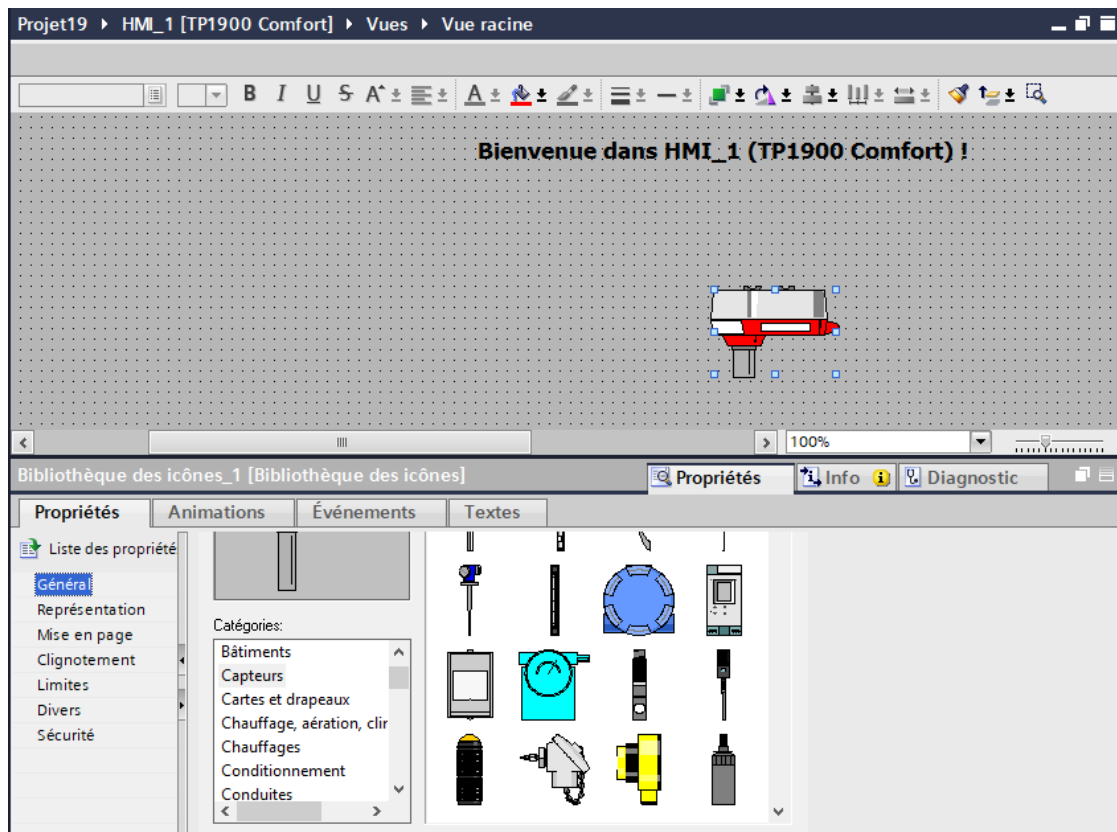 Projet19 ▸ HMI_1 [TP1900 Comfort] ▸ Vues ▸ Vue racine
B I U S A A
Bienvenue dans HMI_1 (TP1900 Comfort) !
100%
Bibliothèque des icônes_1 [Bibliothèque des icônes]
Propriétés
Info
Diagnostic
Propriétés
Animations
Événements
Textes
Liste des propriété
Général
Représentation
Mise en page
Clignotement
Limites
Divers
Sécurité
Catégories:
Bâtiments
Capteurs
Cartes et drapeaux
Chauffage, aération, clir
Chauffages
Conditionnement
Conduites